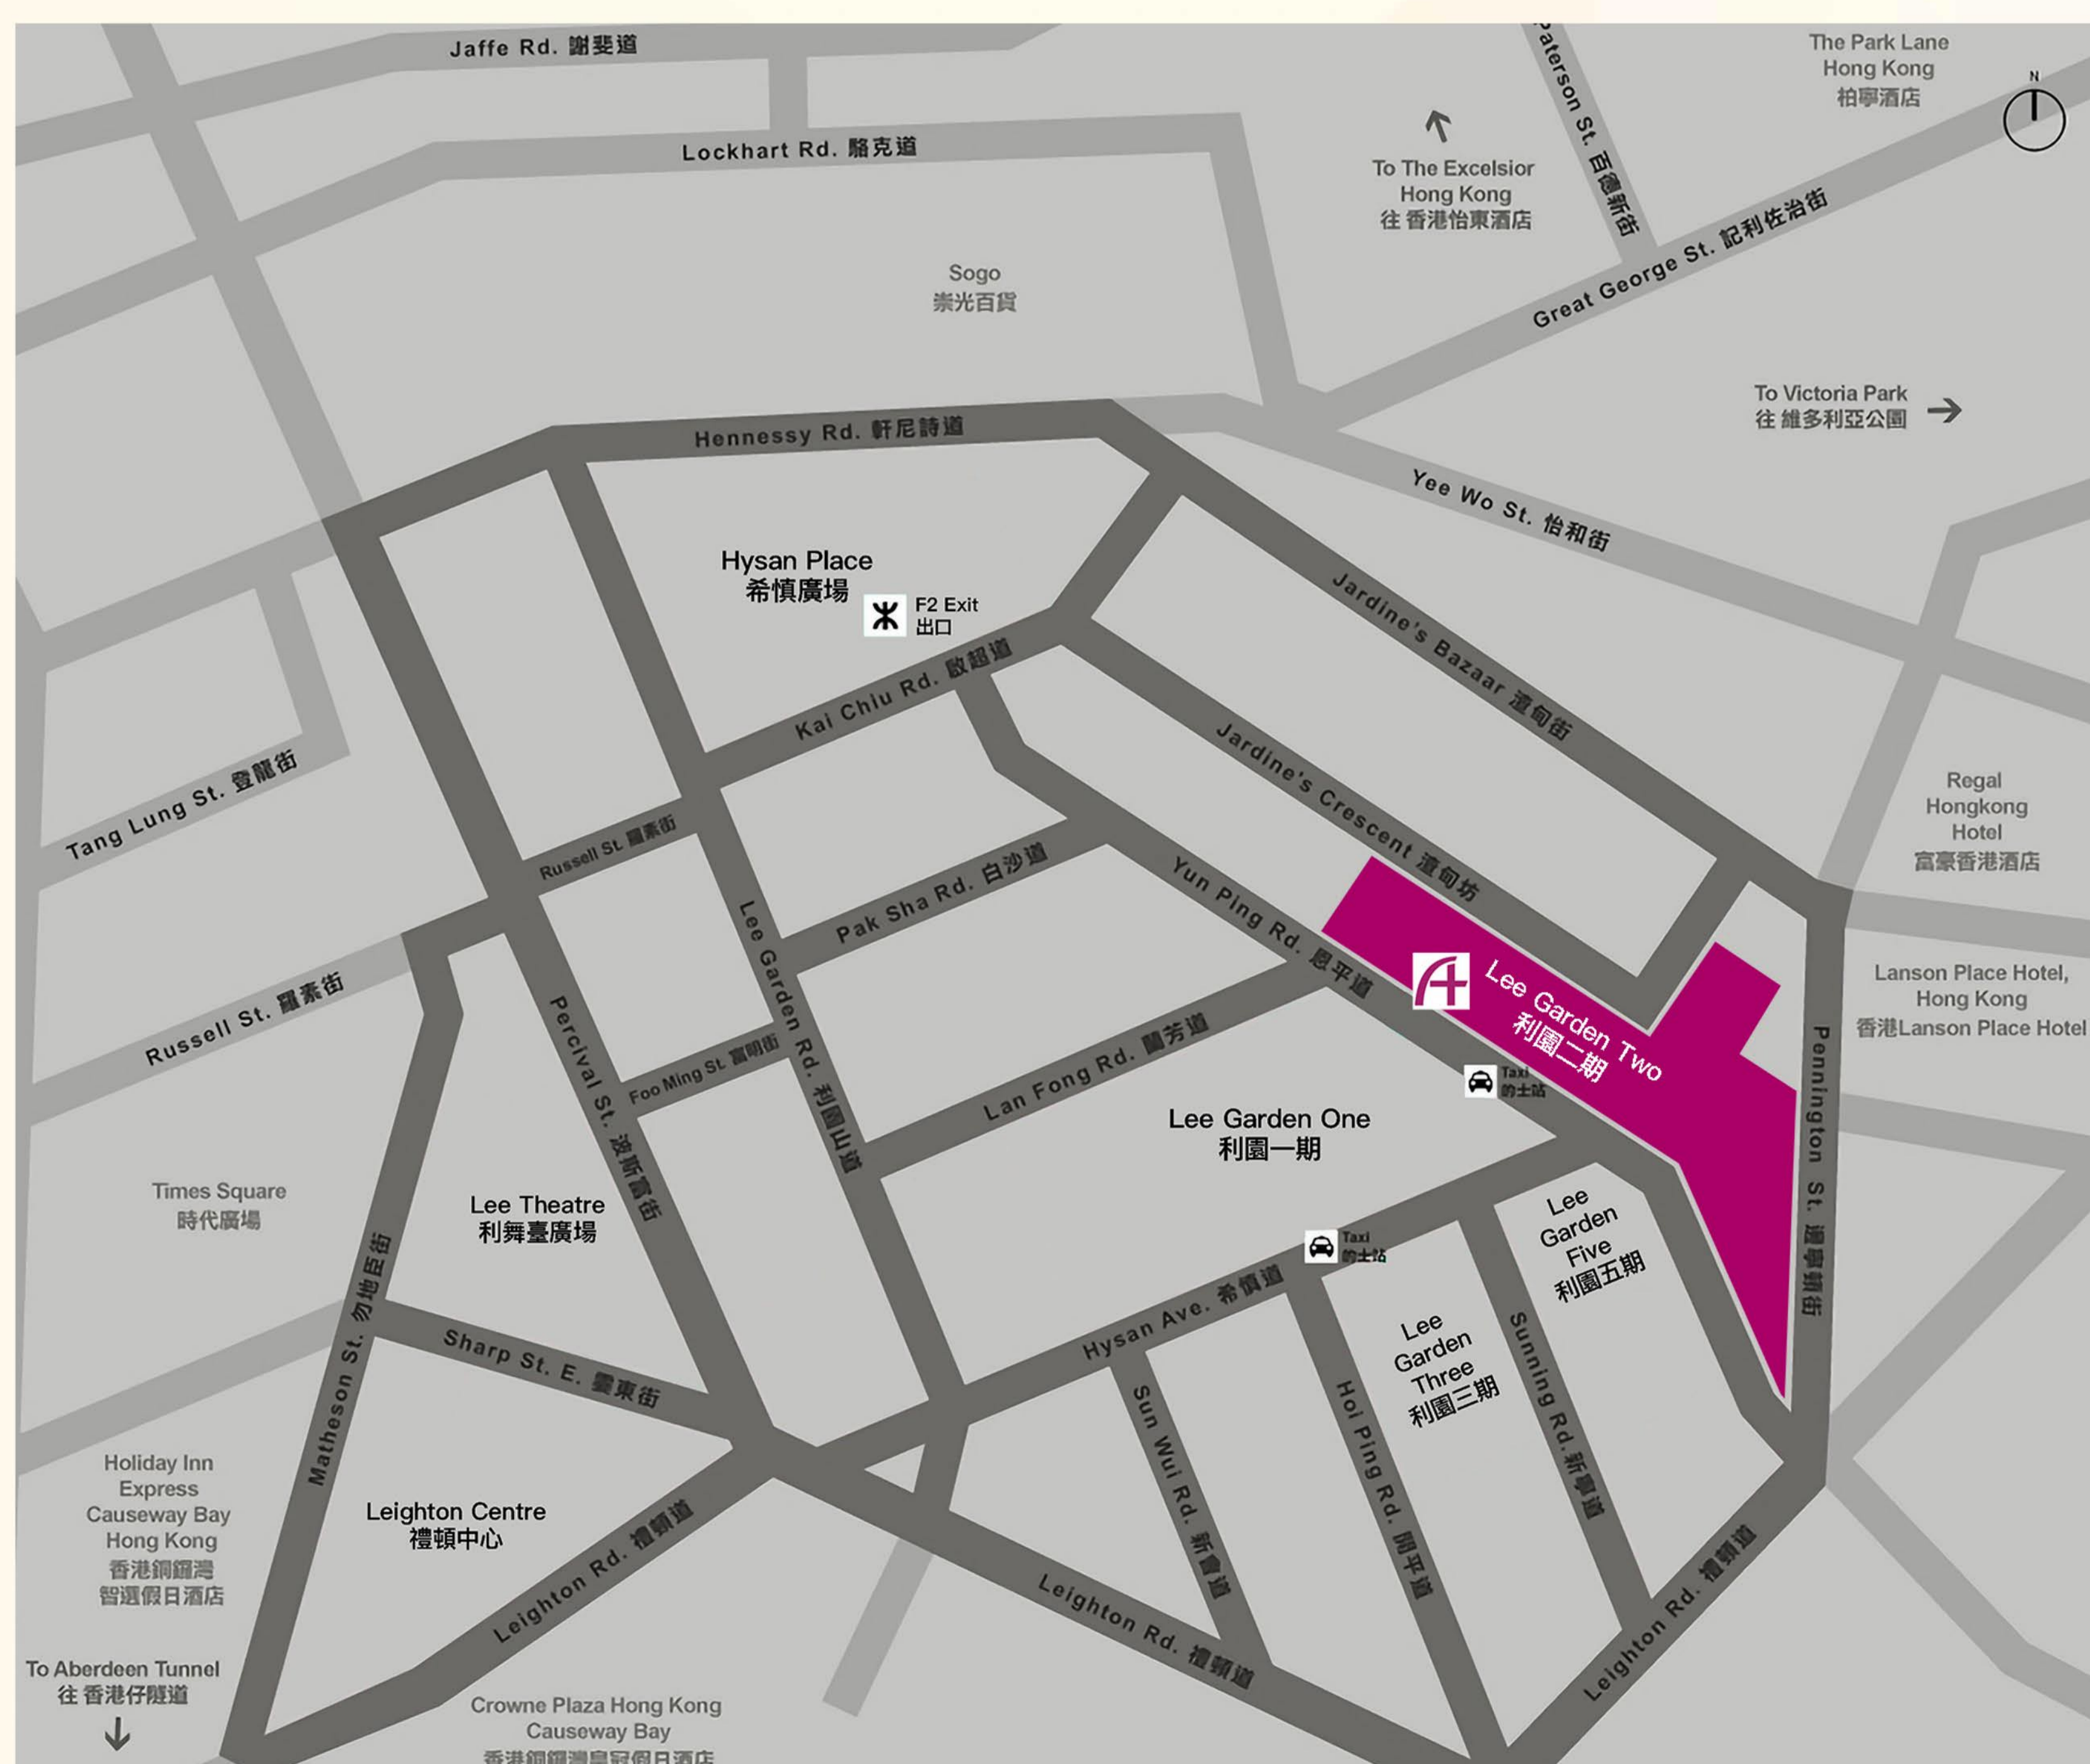 Jaffe Rd. 謝斐道
Paterson St. 百德新街
The Park Lane
Hong Kong
柏寧酒店
N
Lockhart Rd. 駱克道
To The Excelsior
Hong Kong
往 香港怡東酒店
Great George St. 記利佐治街
Sogo
崇光百貨
To Victoria Park
往 維多利亞公園
Hennessy Rd. 軒尼詩道
Yee Wo St. 怡和街
Hysan Place
希慎廣場
F2 Exit
出口
Jardine's Bazaar 渣甸街
Kai Chiu Rd. 啟超道
Jardine's Crescent 渣甸坊
Tang Lung St. 登龍街
Regal
Hongkong
Hotel
富豪香港酒店
Russell St. 羅素街
Pak Sha Rd. 白沙道
Yun Ping Rd. 恩平道
Lee Garden Rd. 利園山道
Lee Garden Two
利園二期
Lanson Place Hotel,
Hong Kong
香港Lanson Place Hotel
Russell St. 羅素街
Percival St. 波斯富街
Foo Ming St. 富明街
Lan Fong Rd. 蘭芳道
Taxi
的士站
Pennington St. 邊寧頓街
Lee Garden One
利園一期
Times Square
時代廣場
Lee Theatre
利舞臺廣場
Lee
Garden
Five
利園五期
Taxi
的士站
Matheson St. 勿地臣街
Hysan Ave. 希慎道
Sharp St. E. 霎東街
Lee
Garden
Three
利園三期
Sunning Rd. 新寧道
Sun Wui Rd. 新會道
Hoi Ping Rd. 開平道
Holiday Inn
Express
Causeway Bay
Hong Kong
香港銅鑼灣
智選假日酒店
Leighton Centre
禮頓中心
Leighton Rd. 禮頓道
Leighton Rd. 禮頓道
Leighton Rd. 禮頓道
To Aberdeen Tunnel
往 香港仔隧道
Crowne Plaza Hong Kong
Causeway Bay
香港銅鑼灣皇冠假日酒店